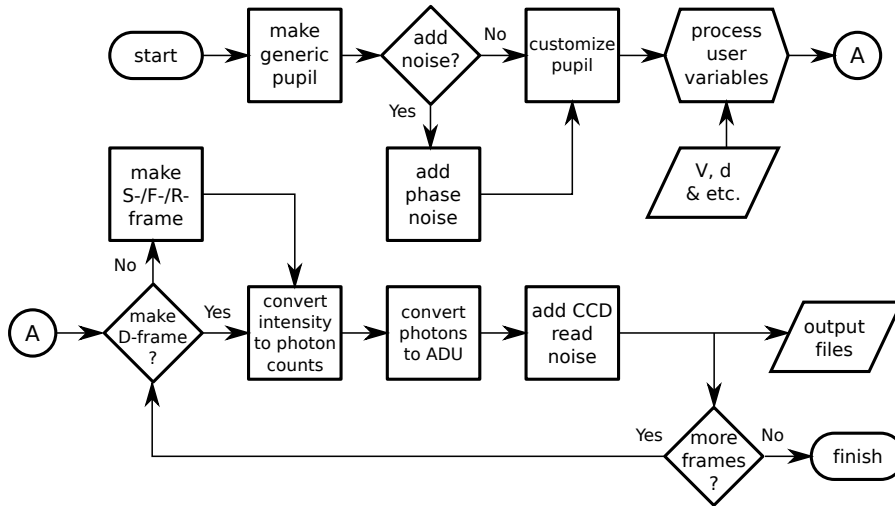 start
make
generic
pupil
add
noise?
No
Yes
customize
pupil
process
user
variables
A
add
phase
noise
V, d
& etc.
make
S-/F-/R-
frame
No
A
make
D-frame
?
Yes
convert
intensity
to photon
counts
convert
photons
to ADU
add CCD
read
noise
output
files
Yes
more
frames
?
No
finish